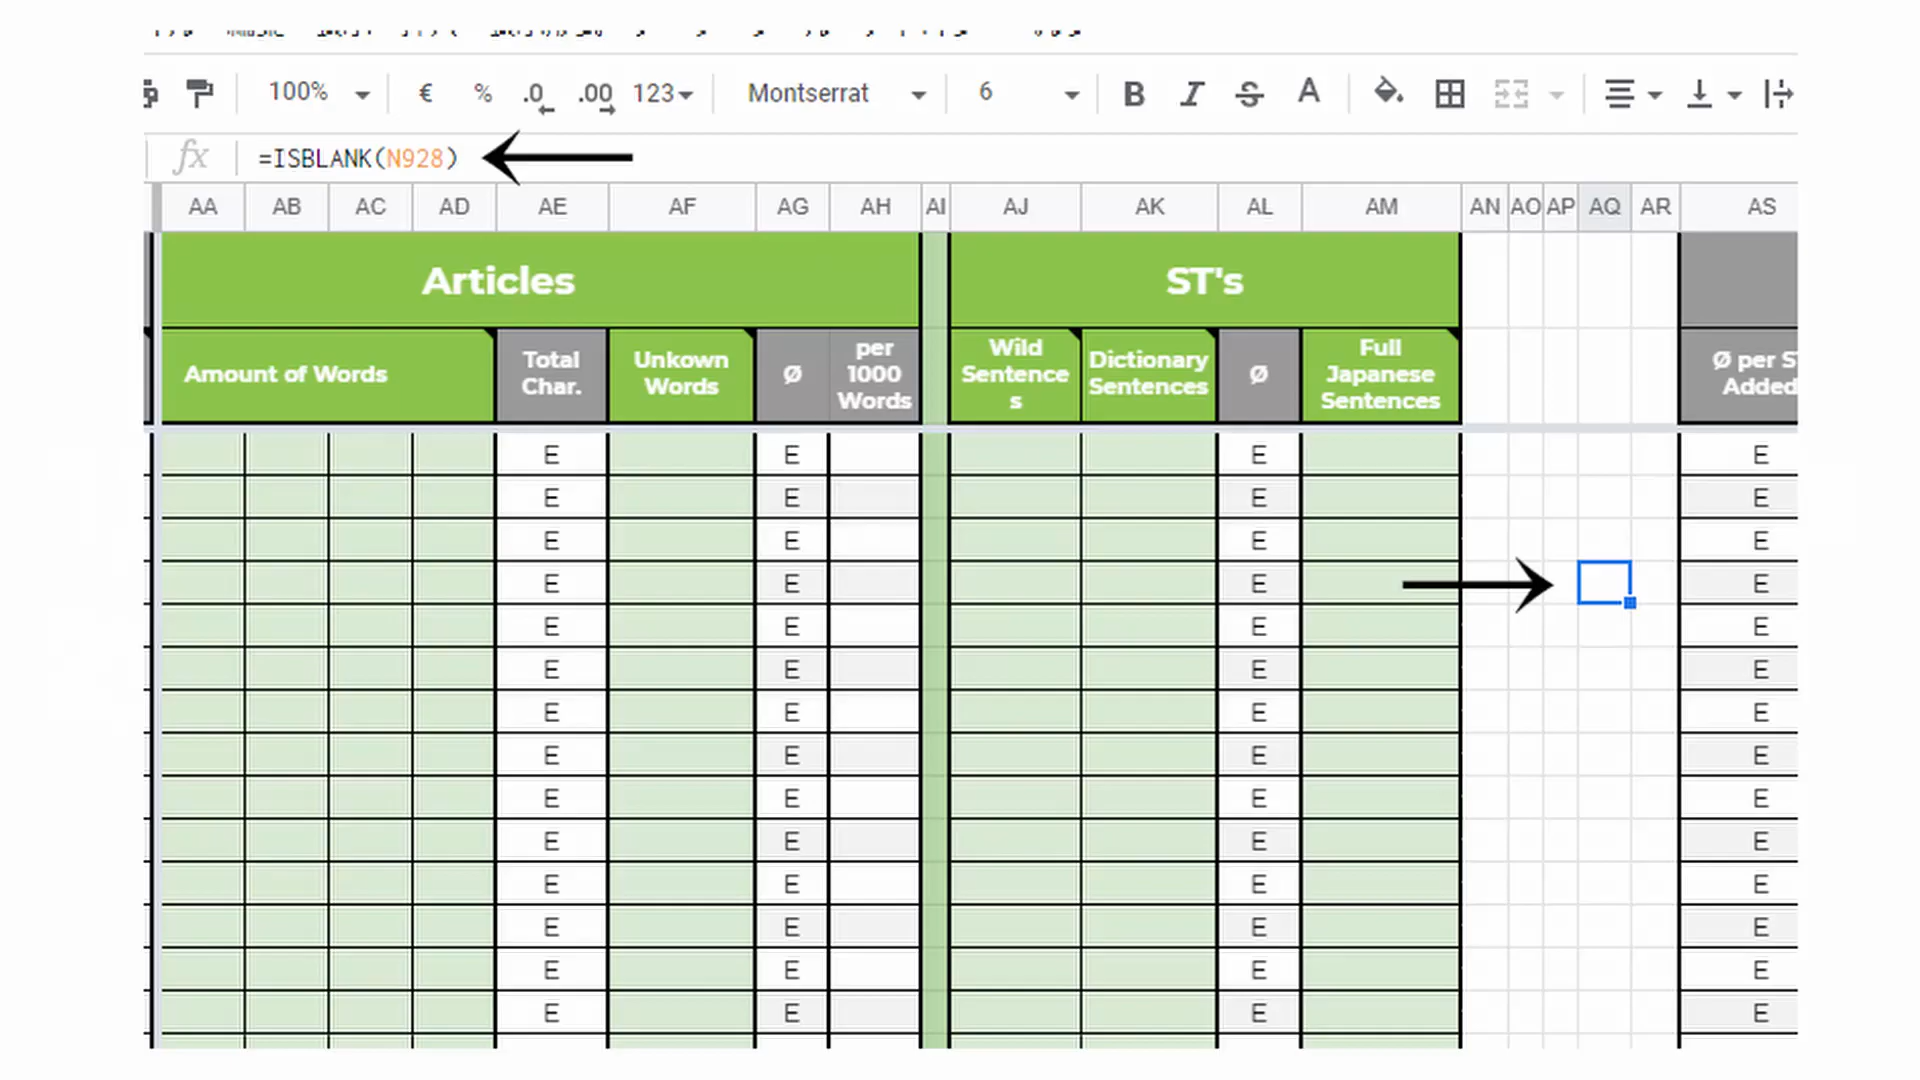 100% € % .0 .00 123 Montserrat 6 B I S A
fx =ISBLANK(N928)
AA AB AC AD AE AF AG AH AI AJ AK AL AM AN AO AP AQ AR AS
Articles ST's
Amount of Words
Total
Char.
Unkown
Words
Ø
per
1000
Words
Wild
Sentence
s
Dictionary
Sentences
Ø
Full
Japanese
Sentences
Ø per S
Added
E E E E
E E E E
E E E E
E E E E
E E E E
E E E E
E E E E
E E E E
E E E E
E E E E
E E E E
E E E E
E E E E
E E E E